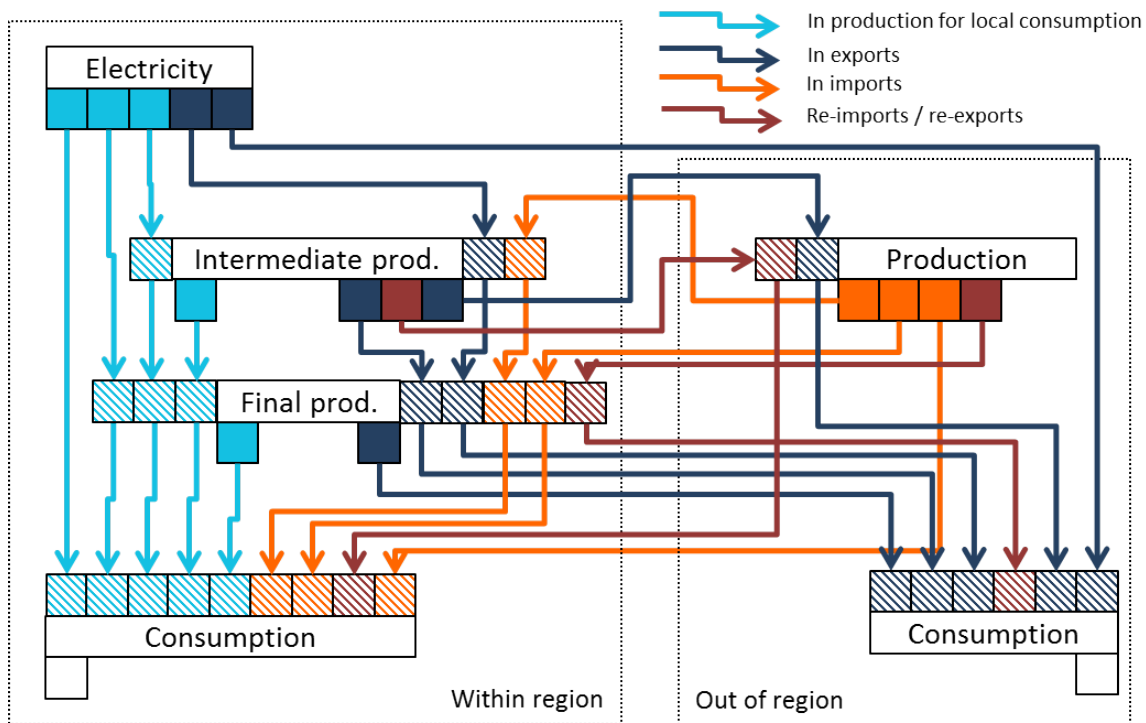 In production for local consumption
In exports
In imports
Re-imports / re-exports
Electricity
Intermediate prod.
Production
Final prod.
Consumption
Consumption
Within region
Out of region